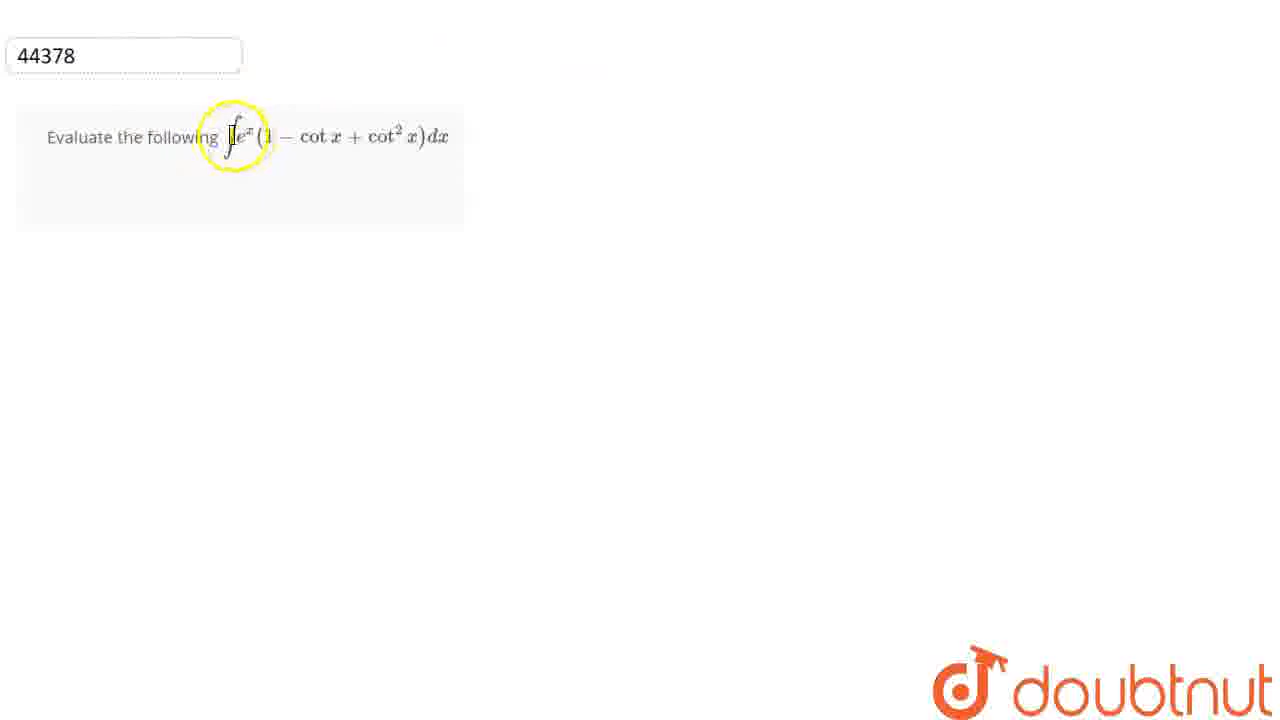 44378
Evaluate the following ∫e^x(1 − cot x + cot² x)dx
doubtnut